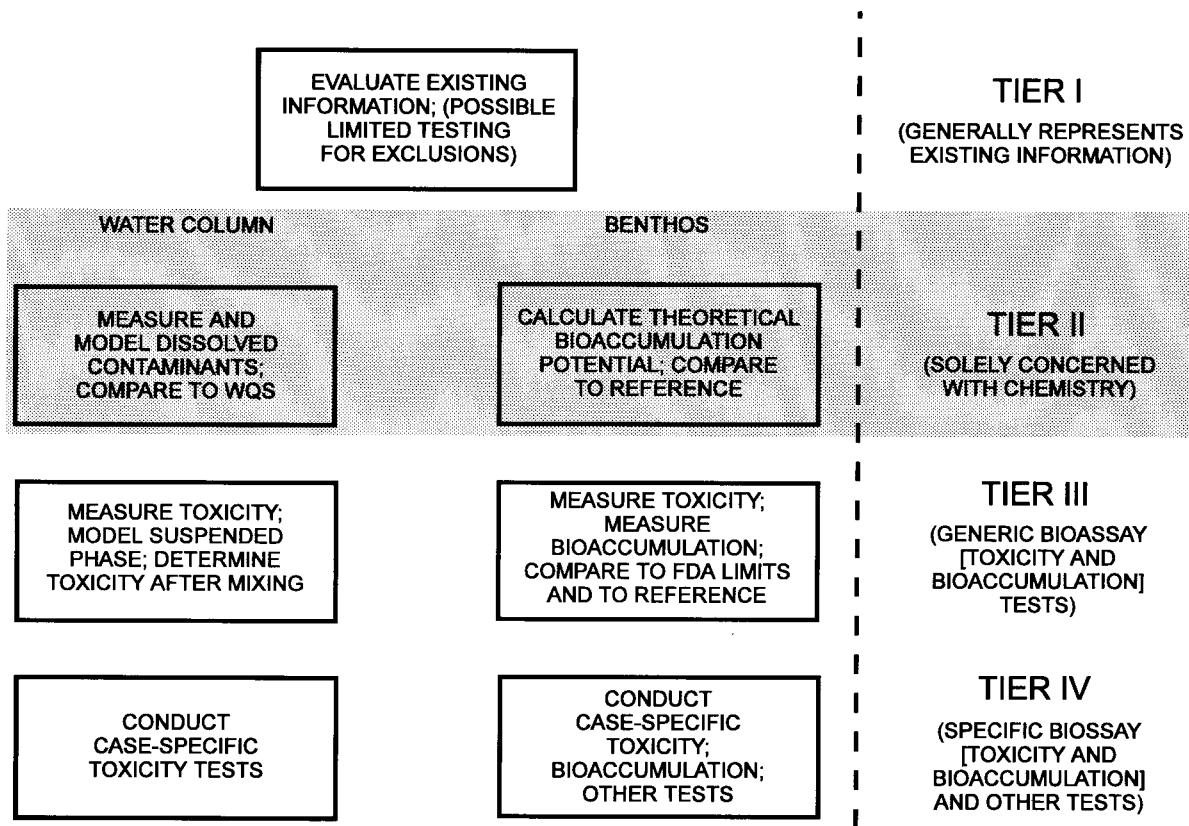 EVALUATE EXISTING
INFORMATION; (POSSIBLE
LIMITED TESTING
FOR EXCLUSIONS)
TIER I
(GENERALLY REPRESENTS
EXISTING INFORMATION)
WATER COLUMN
BENTHOS
MEASURE AND
MODEL DISSOLVED
CONTAMINANTS;
COMPARE TO WQS
CALCULATE THEORETICAL
BIOACCUMULATION
POTENTIAL; COMPARE
TO REFERENCE
TIER II
(SOLELY CONCERNED
WITH CHEMISTRY)
MEASURE TOXICITY;
MODEL SUSPENDED
PHASE; DETERMINE
TOXICITY AFTER MIXING
MEASURE TOXICITY;
MEASURE
BIOACCUMULATION;
COMPARE TO FDA LIMITS
AND TO REFERENCE
TIER III
(GENERIC BIOASSAY
[TOXICITY AND
BIOACCUMULATION]
TESTS)
CONDUCT
CASE-SPECIFIC
TOXICITY TESTS
CONDUCT
CASE-SPECIFIC
TOXICITY;
BIOACCUMULATION;
OTHER TESTS
TIER IV
(SPECIFIC BIOSSAY
[TOXICITY AND
BIOACCUMULATION]
AND OTHER TESTS)